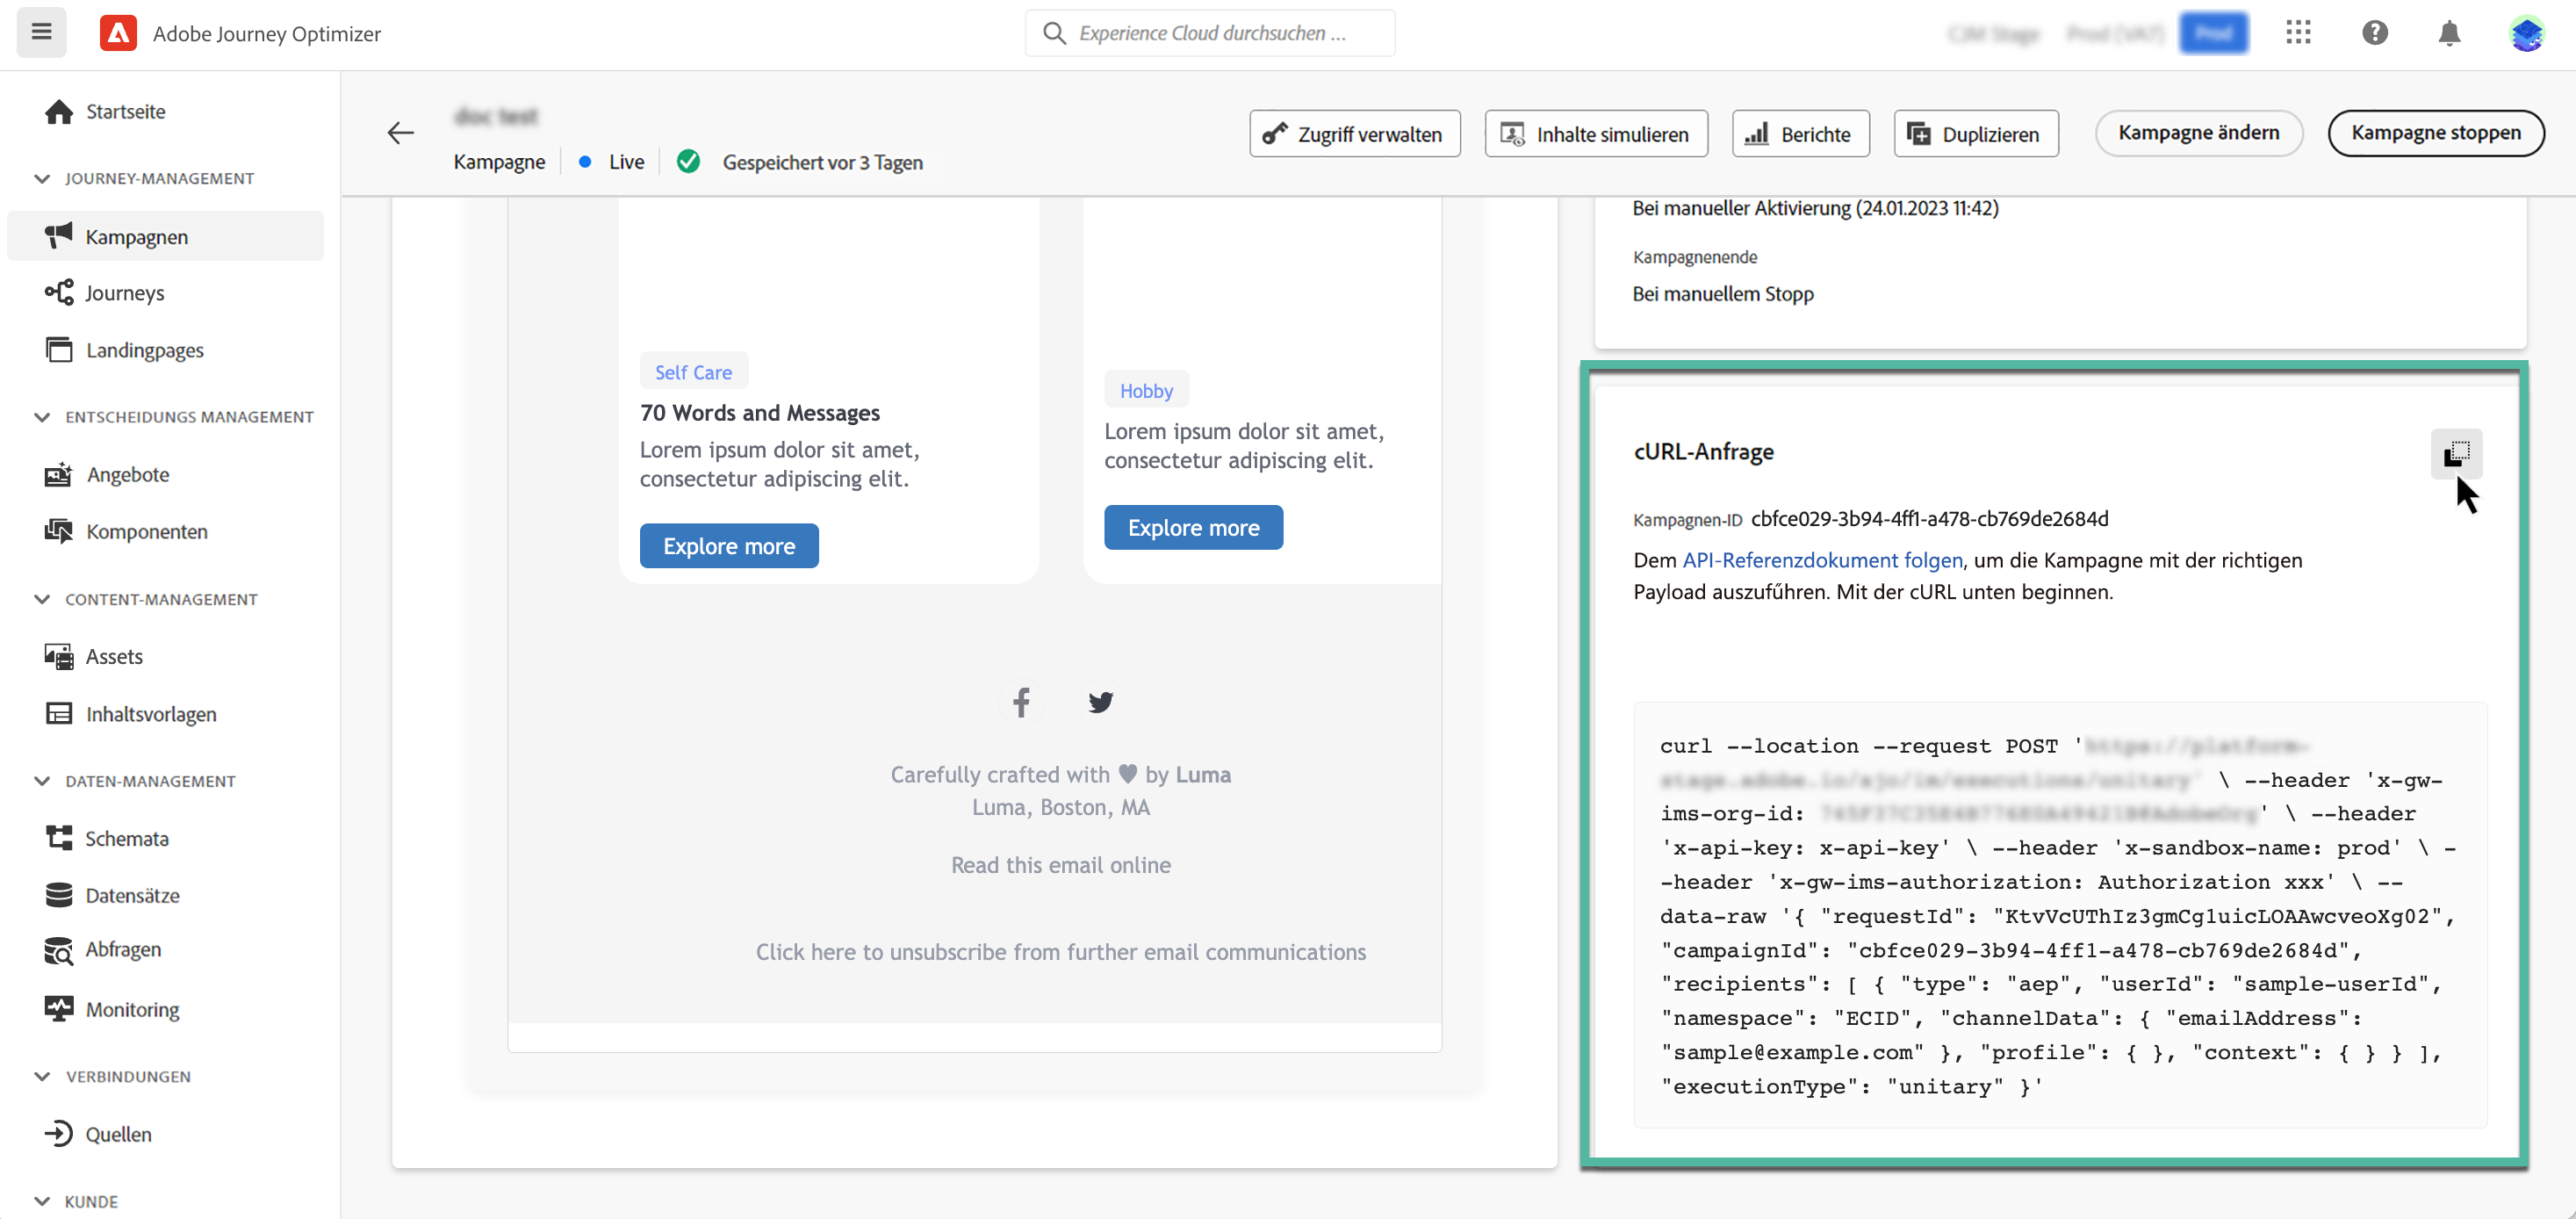 Adobe Journey Optimizer
Experience Cloud durchsuchen ...
Prod
Startseite
JOURNEY-MANAGEMENT
Kampagnen
Journeys
Landingpages
ENTSCHEIDUNGS MANAGEMENT
Angebote
Komponenten
CONTENT-MANAGEMENT
Assets
Inhaltsvorlagen
DATEN-MANAGEMENT
Schemata
Datensätze
Abfragen
Monitoring
VERBINDUNGEN
Quellen
KUNDE
doc test
Kampagne
Live
Gespeichert vor 3 Tagen
Zugriff verwalten
Inhalte simulieren
Berichte
Duplizieren
Kampagne ändern
Kampagne stoppen
Self Care
70 Words and Messages
Lorem ipsum dolor sit amet,
consectetur adipiscing elit.
Explore more
Hobby
Lorem ipsum dolor sit amet,
consectetur adipiscing elit.
Explore more
Carefully crafted with by Luma
Luma, Boston, MA
Read this email online
Click here to unsubscribe from further email communications
Bei manueller Aktivierung (24.01.2023 11:42)
Kampagnenende
Bei manuellem Stopp
cURL-Anfrage
Kampagnen-ID cbfce029-3b94-4ff1-a478-cb769de2684d
Dem API-Referenzdokument folgen, um die Kampagne mit der richtigen
Payload auszuführen. Mit der cURL unten beginnen.
curl --location --request POST '
\ --header 'x-gw-
ims-org-id: ' \ --header
'x-api-key: x-api-key' \ --header 'x-sandbox-name: prod' \ -
-header 'x-gw-ims-authorization: Authorization xxx' \ --
data-raw '{ "requestId": "KtvVcUThIz3gmCg1uicLOAAwcveoXg02",
"campaignId": "cbfce029-3b94-4ff1-a478-cb769de2684d",
"recipients": [ { "type": "aep", "userId": "sample-userId",
"namespace": "ECID", "channelData": { "emailAddress":
"sample@example.com" }, "profile": { }, "context": { } } ],
"executionType": "unitary" }'